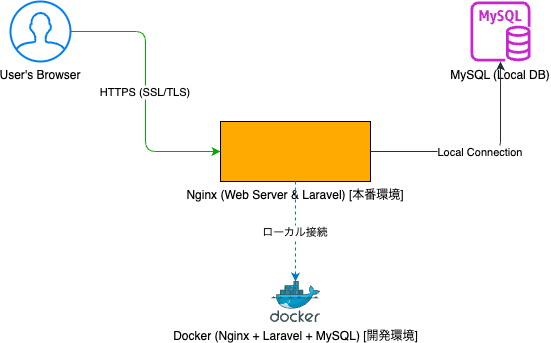 MySQL
User's Browser
MySQL (Local DB)
HTTPS (SSL/TLS)
Local Connection
Nginx (Web Server & Laravel) [本番環境]
ローカル接続
docker
Docker (Nginx + Laravel + MySQL) [開発環境]